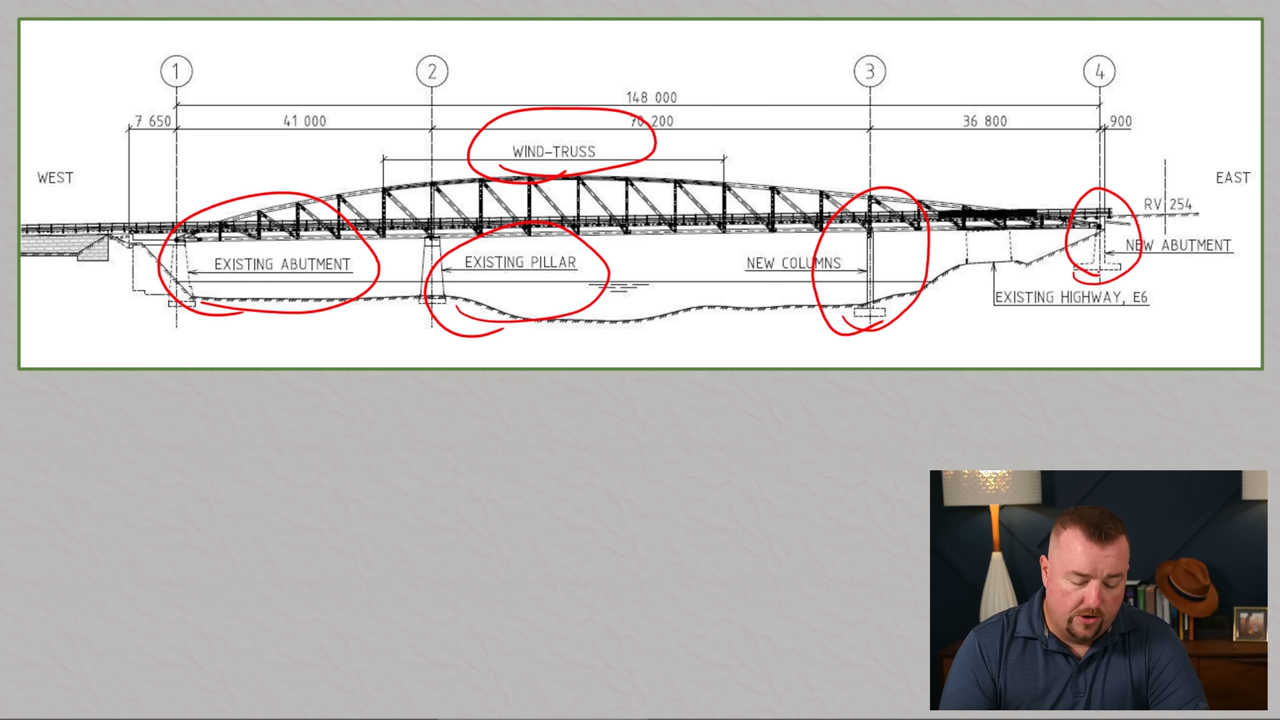 1 2 3 4
148 000
7 650 41 000 70 200 36 800 900
WIND-TRUSS
WEST EAST
RV 254
EXISTING ABUTMENT EXISTING PILLAR NEW COLUMNS NEW ABUTMENT
EXISTING HIGHWAY, E6